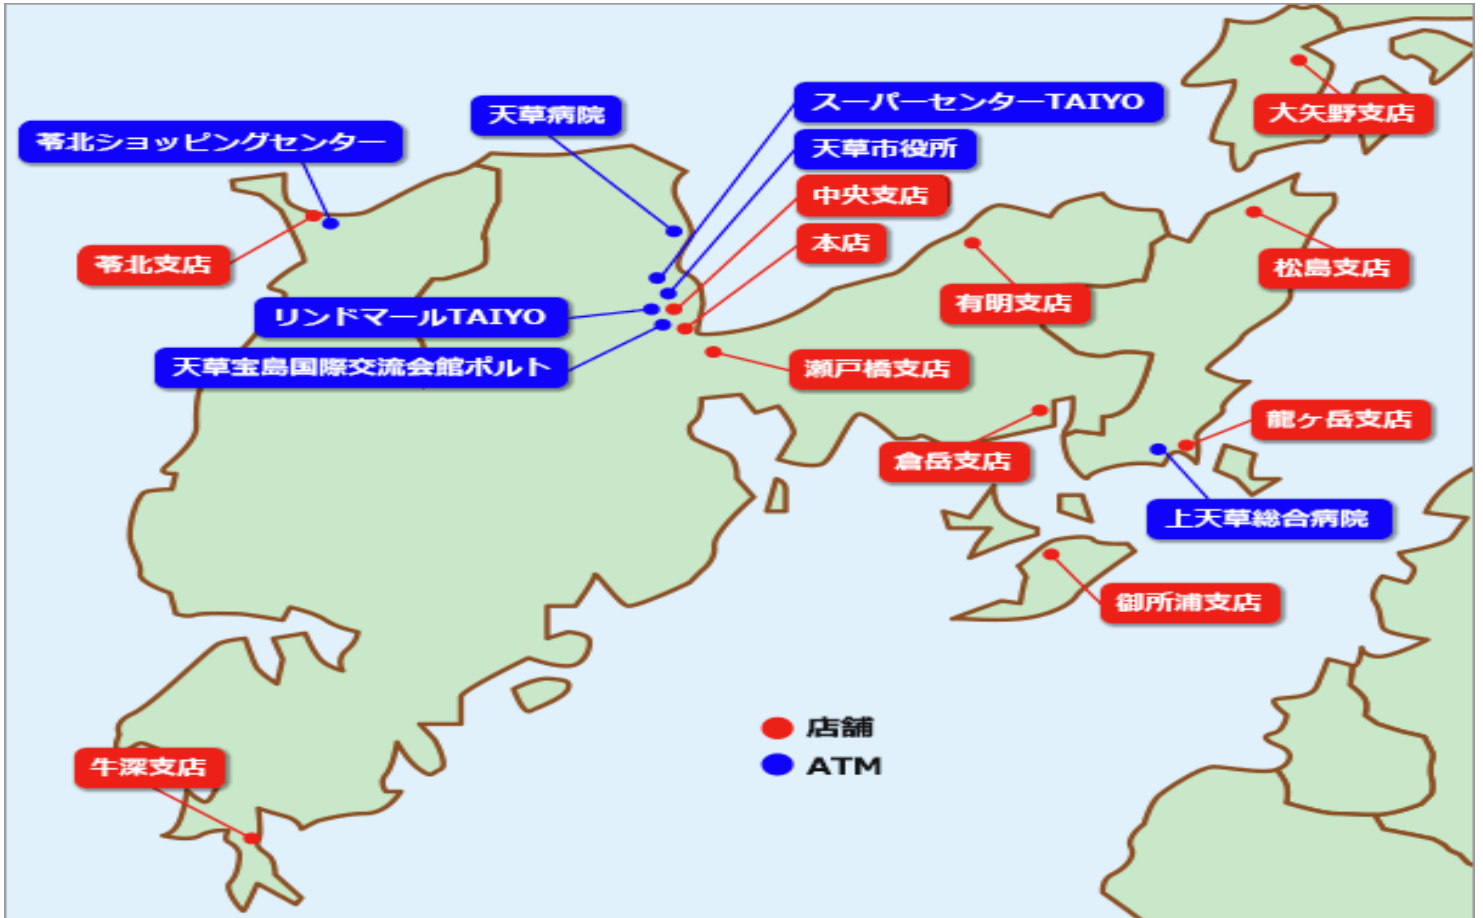 大矢野支店
スーパーセンターTAIYO
天草病院
苓北ショッピングセンター
天草市役所
中央支店
本店
苓北支店
松島支店
有明支店
リンドマールTAIYO
天草宝島国際交流会館ポルト
瀬戸橋支店
龍ヶ岳支店
倉岳支店
上天草総合病院
御所浦支店
店舗
ATM
牛深支店